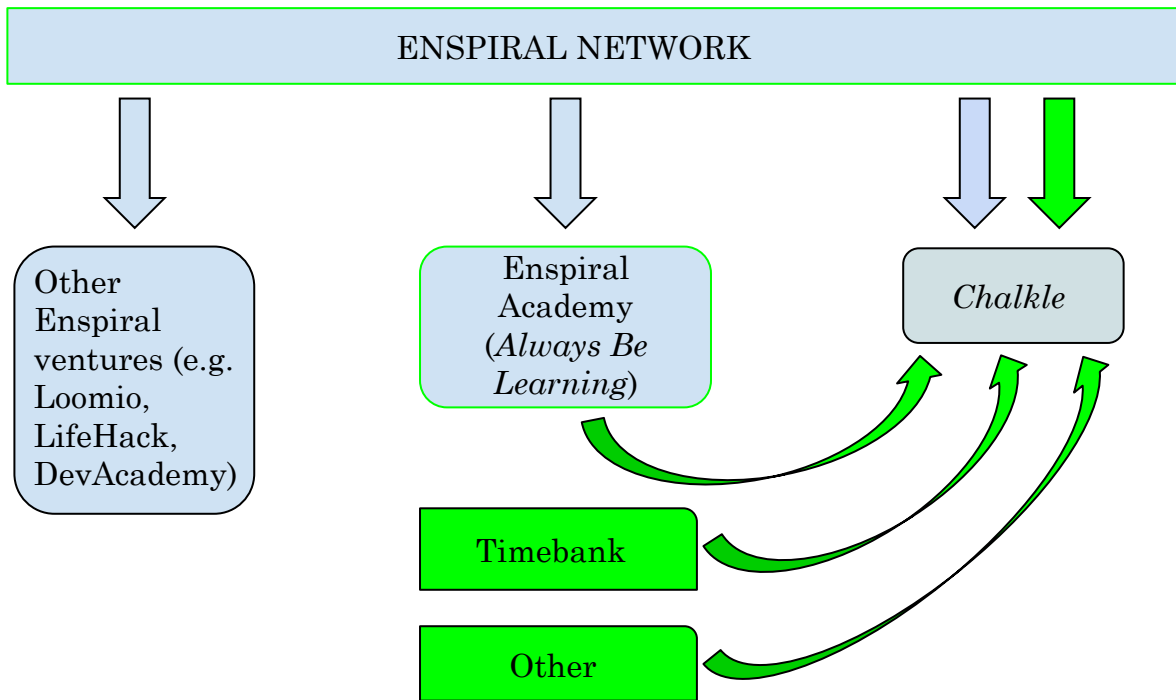 ENSPIRAL NETWORK
Other
Enspiral
ventures (e.g.
Loomio,
LifeHack,
DevAcademy)
Enspiral
Academy
(Always Be
Learning)
Chalkle
Timebank
Other